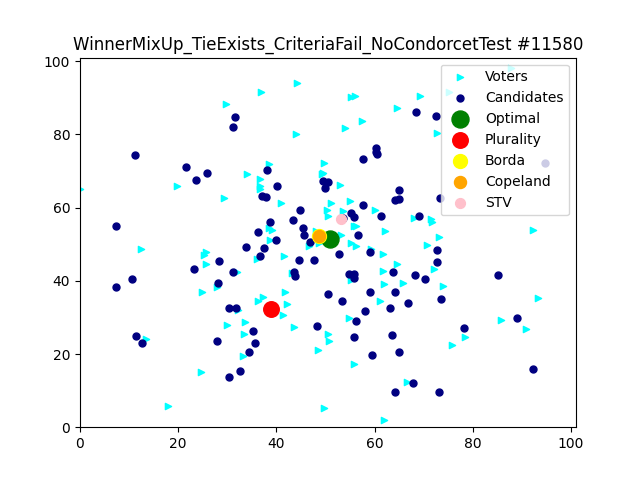 WinnerMixUp_TieExists_CriteriaFail_NoCondorcetTest #11580
Voters
Candidates
Optimal
Plurality
Borda
Copeland
STV
100
80
60
40
20
0
0 20 40 60 80 100